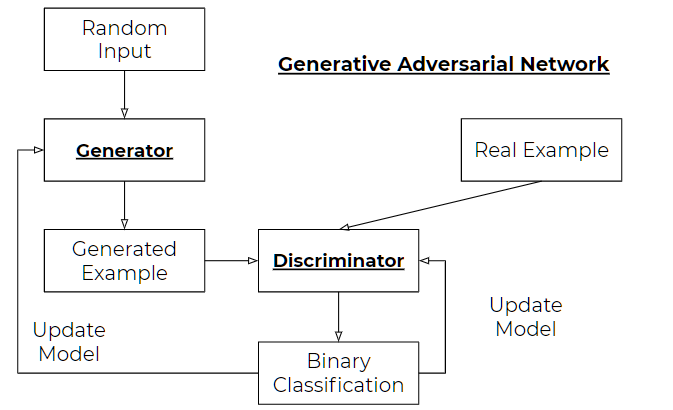 Random
Input
Generative Adversarial Network
Generator
Real Example
Generated
Example
Discriminator
Update
Model
Update
Model
Binary
Classification